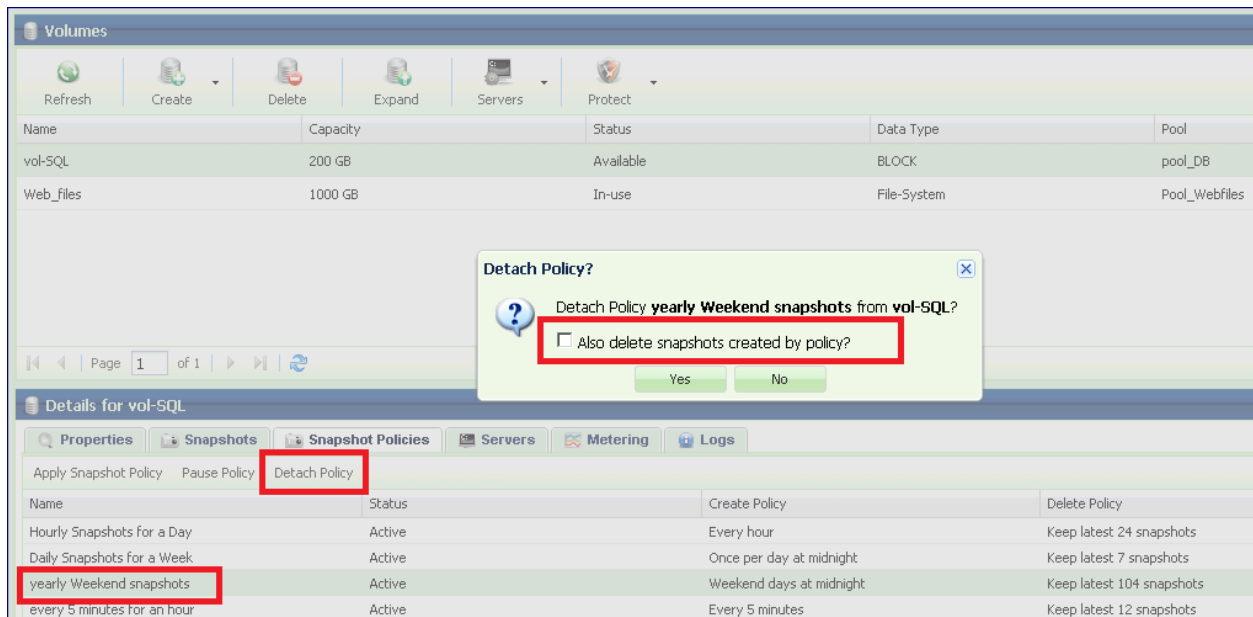 Volumes
Refresh Create Delete Expand Servers Protect
Name Capacity Status Data Type Pool
vol-SQL 200 GB Available BLOCK pool_DB
Web_files 1000 GB In-use File-System Pool_Webfiles
Detach Policy?
Detach Policy yearly Weekend snapshots from vol-SQL?
Also delete snapshots created by policy?
Yes No
Page 1 of 1
Details for vol-SQL
Properties Snapshots Snapshot Policies Servers Metering Logs
Apply Snapshot Policy Pause Policy Detach Policy
Name Status Create Policy Delete Policy
Hourly Snapshots for a Day Active Every hour Keep latest 24 snapshots
Daily Snapshots for a Week Active Once per day at midnight Keep latest 7 snapshots
yearly Weekend snapshots Active Weekend days at midnight Keep latest 104 snapshots
every 5 minutes for an hour Active Every 5 minutes Keep latest 12 snapshots